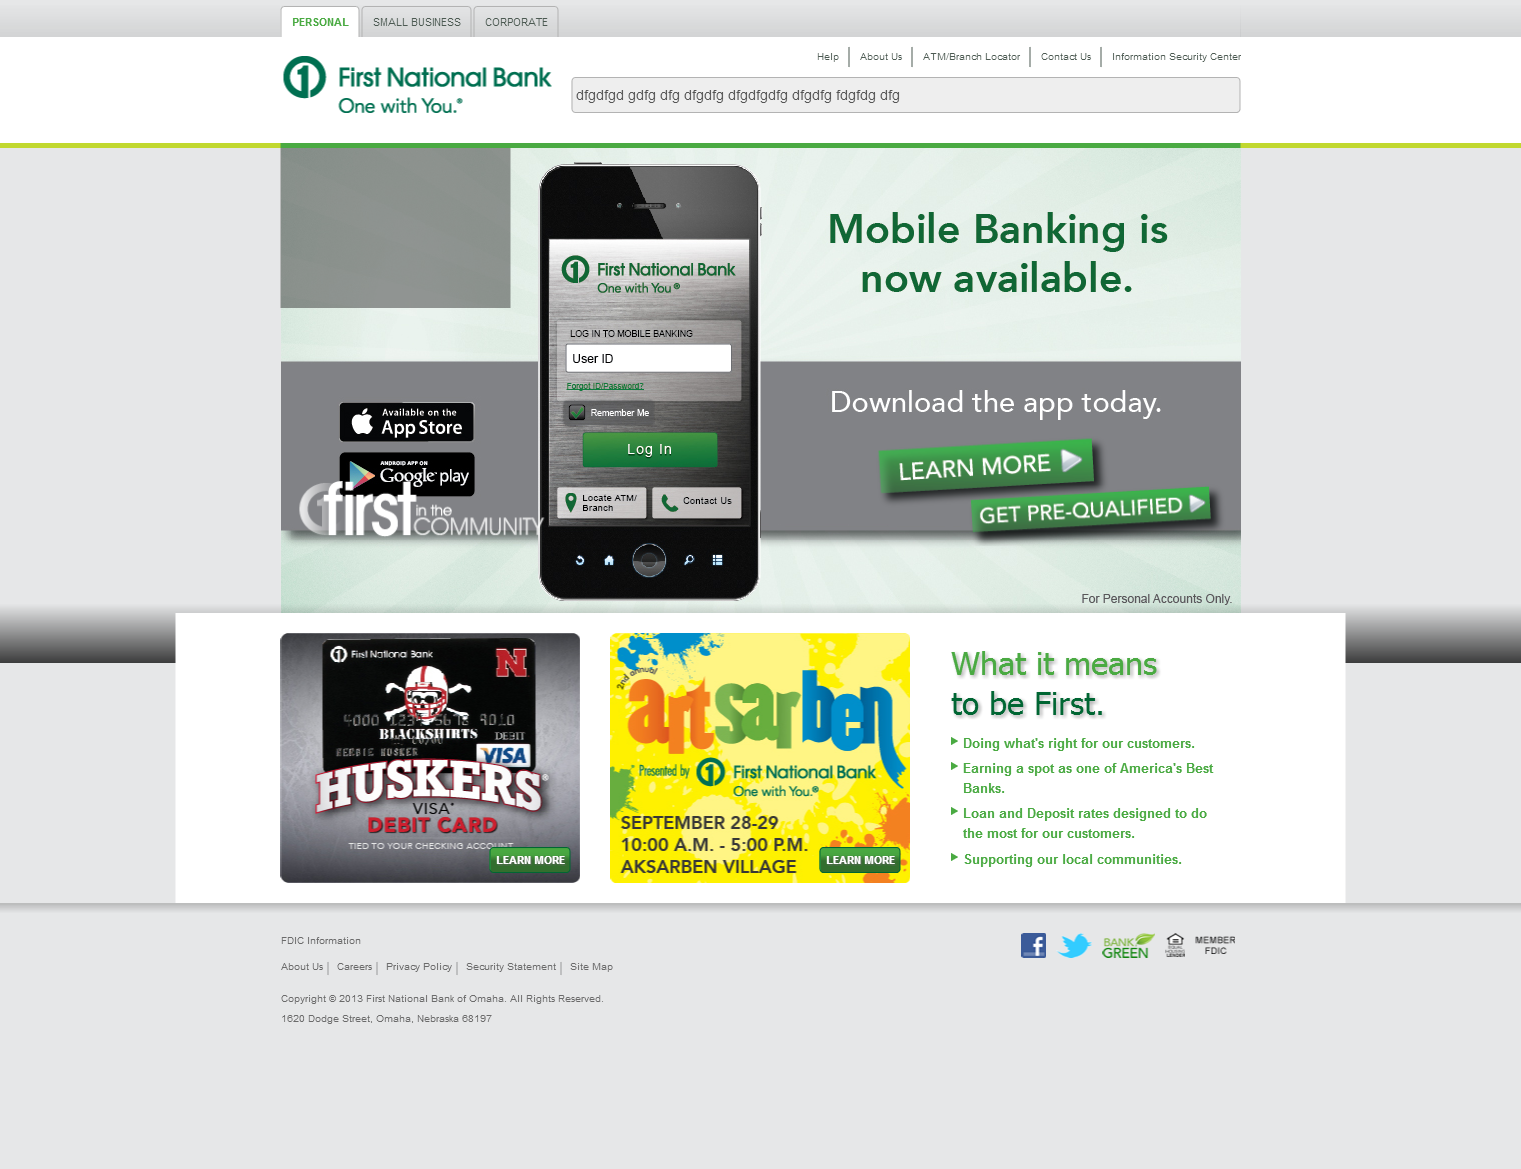 PERSONAL
SMALL BUSINESS
CORPORATE
Help
About Us
ATM/Branch Locator
Contact Us
Information Security Center
1 First National Bank
One with You.®
dfgdfgd gdfg dfg dfgdfg dfgdfgdfg dfgdfg fdgfdg dfg
Mobile Banking is
now available.
1 First National Bank
One with You®
LOG IN TO MOBILE BANKING
User ID
Forgot ID/Password?
Remember Me
Log In
Locate ATM/
Branch
Contact Us
Available on the
App Store
ANDROID APP ON
Google play
first in the
COMMUNITY
Download the app today.
LEARN MORE
GET PRE-QUALIFIED
For Personal Accounts Only.
1 First National Bank
N
4000 1234 5678 9010
BLACKSHIRTS
DEBIT
HERBIE HUSKER
VISA
HUSKERS®
VISA*
DEBIT CARD
TIED TO YOUR CHECKING ACCOUNT
LEARN MORE
2nd annual
artsarben
Presented by 1 First National Bank
One with You.®
SEPTEMBER 28-29
10:00 A.M. - 5:00 P.M.
AKSARBEN VILLAGE
LEARN MORE
What it means
to be First.
Doing what's right for our customers.
Earning a spot as one of America's Best
Banks.
Loan and Deposit rates designed to do
the most for our customers.
Supporting our local communities.
FDIC Information
About Us | Careers | Privacy Policy | Security Statement | Site Map
Copyright © 2013 First National Bank of Omaha. All Rights Reserved.
1620 Dodge Street, Omaha, Nebraska 68197
f
BANK
GREEN
EQUAL HOUSING
LENDER
MEMBER
FDIC